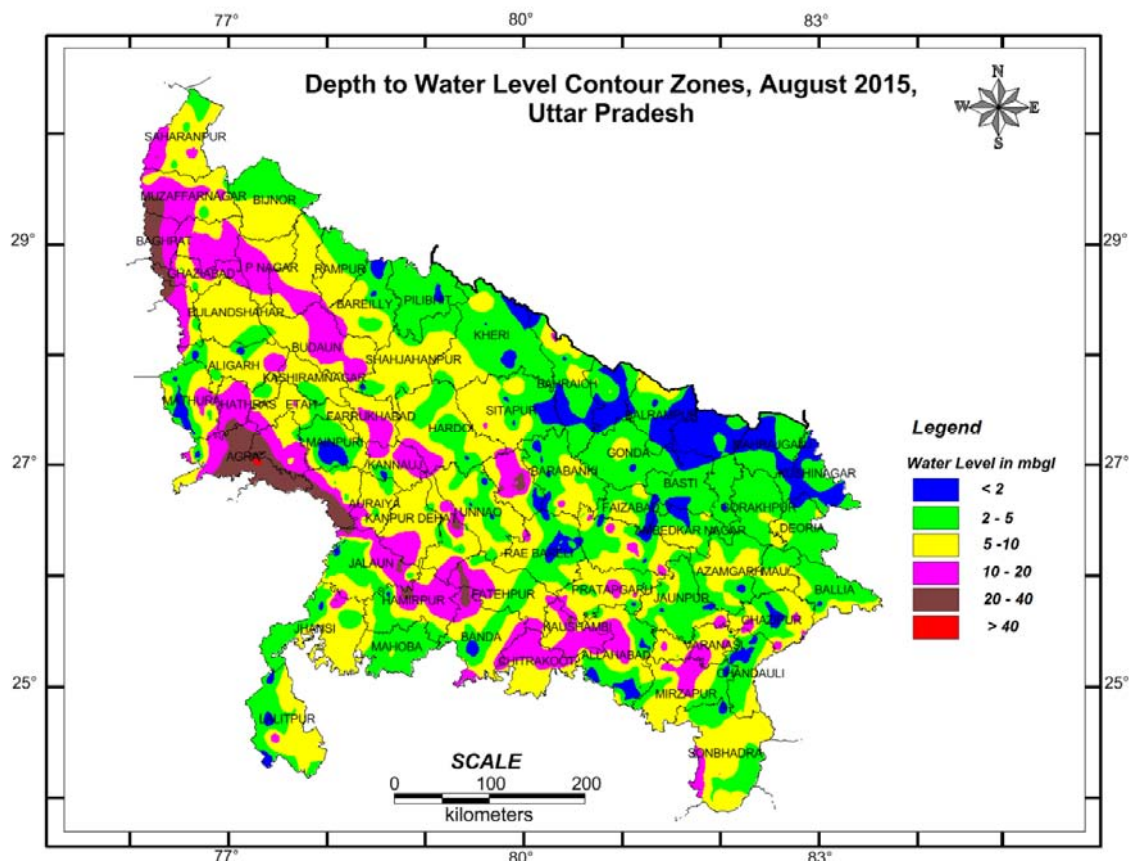 77°
80°
83°
Depth to Water Level Contour Zones, August 2015,
Uttar Pradesh
N
W E
S
SAHARANPUR
MUZAFFARNAGAR
BIJNOR
29°
29°
BAGHPAT
GHAZIABAD
P NAGAR
RAMPUR
BAREILLY
PILIBHIT
BULANDSHAHAR
KHERI
BUDAUN
SHAHJAHANPUR
ALIGARH
KASHIRAMNAGAR
BAHRAICH
MATHURA
HATHRAS
ETAH
FARRUKHABAD
SITAPUR
BALRAMPUR
HARDOI
MAINPURI
GONDA
27°
27°
AGRA
KANNAUJ
BARABANKI
BASTI
AURAIYA
UNNAO
FAIZABAD
GORAKHPUR
KANPUR DEHAT
AMBEDKAR NAGAR
DEORIA
RAE BARELI
JALAUN
AZAMGARH
MAU
HAMIRPUR
FATEHPUR
PRATAPGARH
JAUNPUR
BALLIA
JHANSI
KAUSHAMBI
GHAZIPUR
MAHOBA
BANDA
ALLAHABAD
VARANASI
CHITRAKOOT
CHANDAULI
25°
25°
MIRZAPUR
LALITPUR
SONBHADRA
Legend
Water Level in mbgl
< 2
2 - 5
5 -10
10 - 20
20 - 40
> 40
SCALE
0 100 200
kilometers
77°
80°
83°